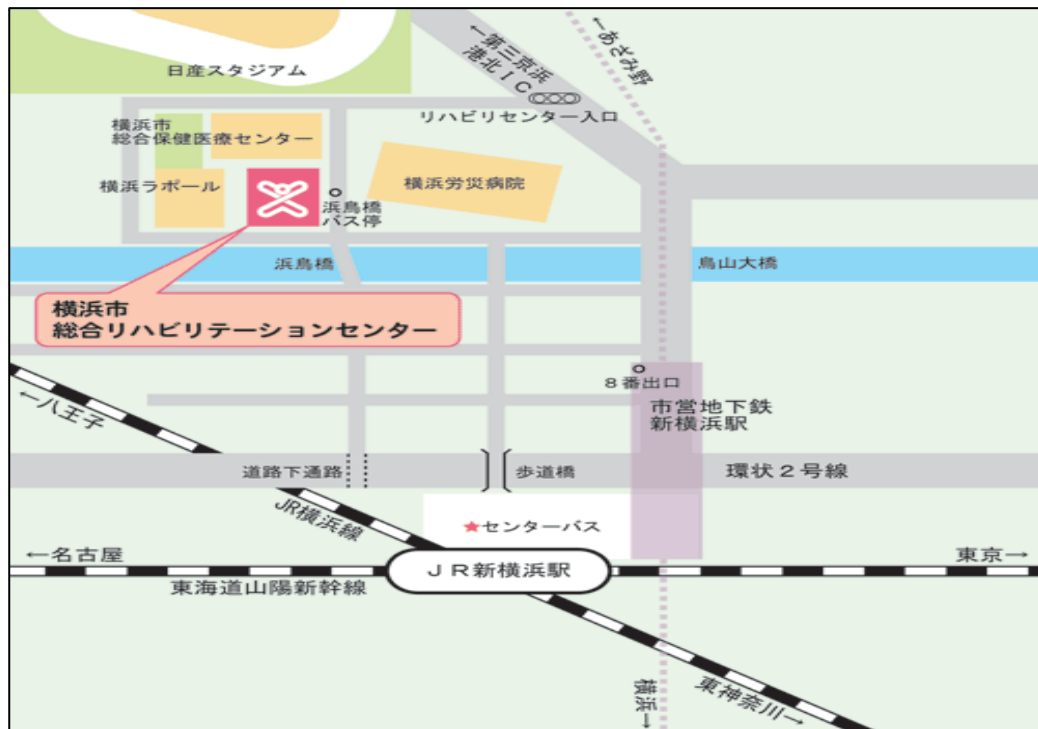 ←第三京浜
港北IC
←あざみ野
日産スタジアム
リハビリセンター入口
横浜市
総合保健医療センター
横浜ラポール
横浜労災病院
浜鳥橋
バス停
浜鳥橋
鳥山大橋
横浜市
総合リハビリテーションセンター
8番出口
市営地下鉄
新横浜駅
←八王子
道路下通路
歩道橋
環状2号線
JR横浜線
★センターバス
←名古屋
東京→
JR新横浜駅
東海道山陽新幹線
横浜→
東神奈川→